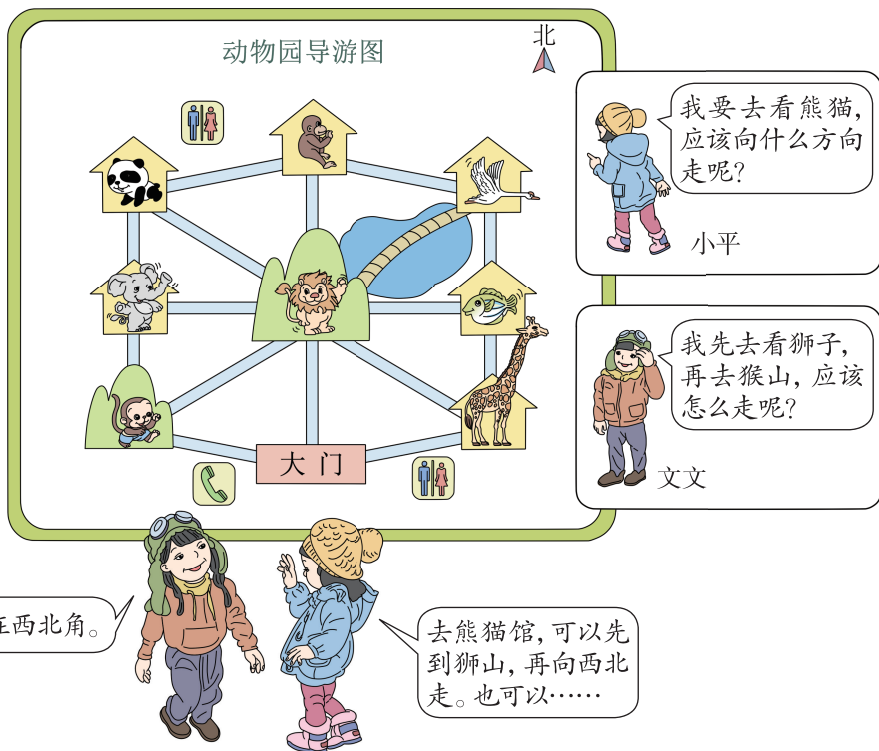 动物园导游图
北
我要去看熊猫,
应该向什么方向
走呢?
小平
我先去看狮子,
再去猴山,应该
怎么走呢?
文文
大门
在西北角。
去熊猫馆,可以先
到狮山,再向西北
走。也可以……